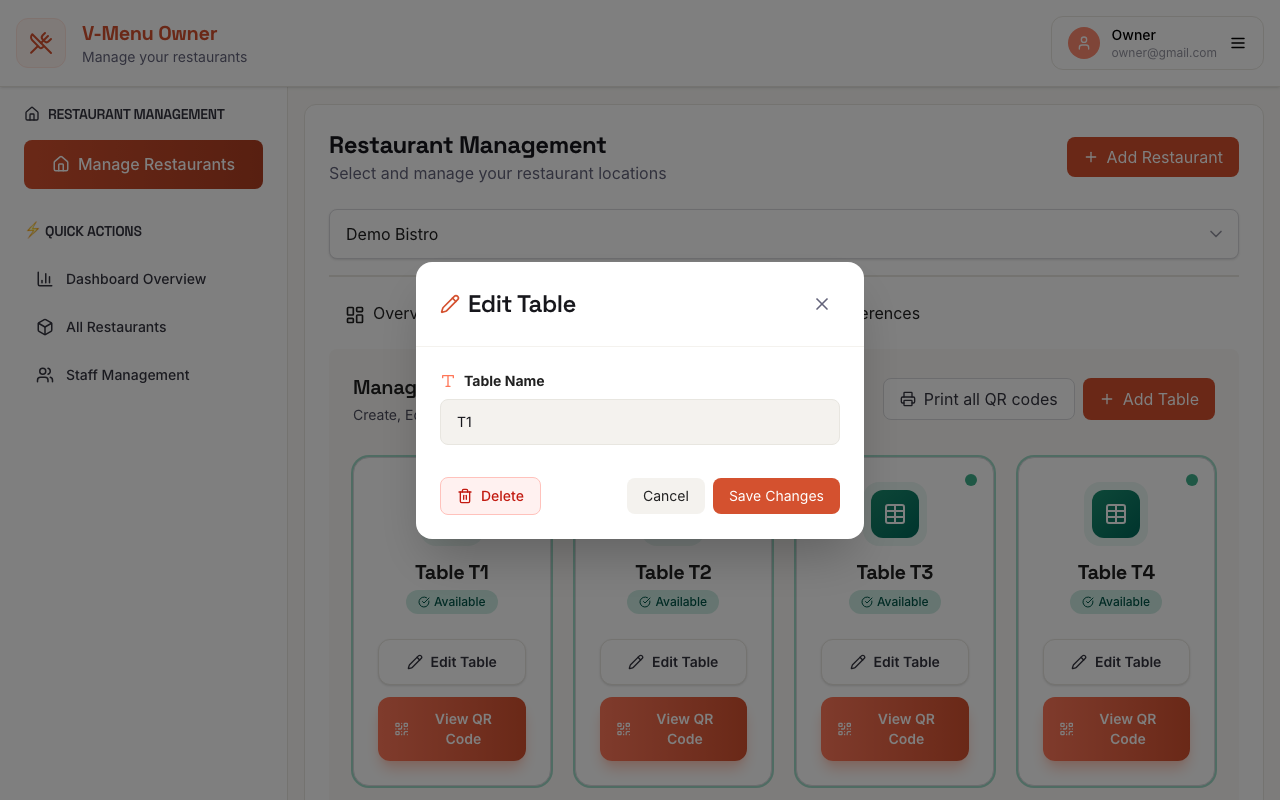 V-Menu Owner
Manage your restaurants
Owner
owner@gmail.com
RESTAURANT MANAGEMENT
Manage Restaurants
⚡ QUICK ACTIONS
Dashboard Overview
All Restaurants
Staff Management
Restaurant Management
Select and manage your restaurant locations
+ Add Restaurant
Demo Bistro
Edit Table
Table Name
T1
Delete
Cancel
Save Changes
Print all QR codes
+ Add Table
Table T1
Available
Edit Table
View QR
Code
Table T2
Available
Edit Table
View QR
Code
Table T3
Available
Edit Table
View QR
Code
Table T4
Available
Edit Table
View QR
Code